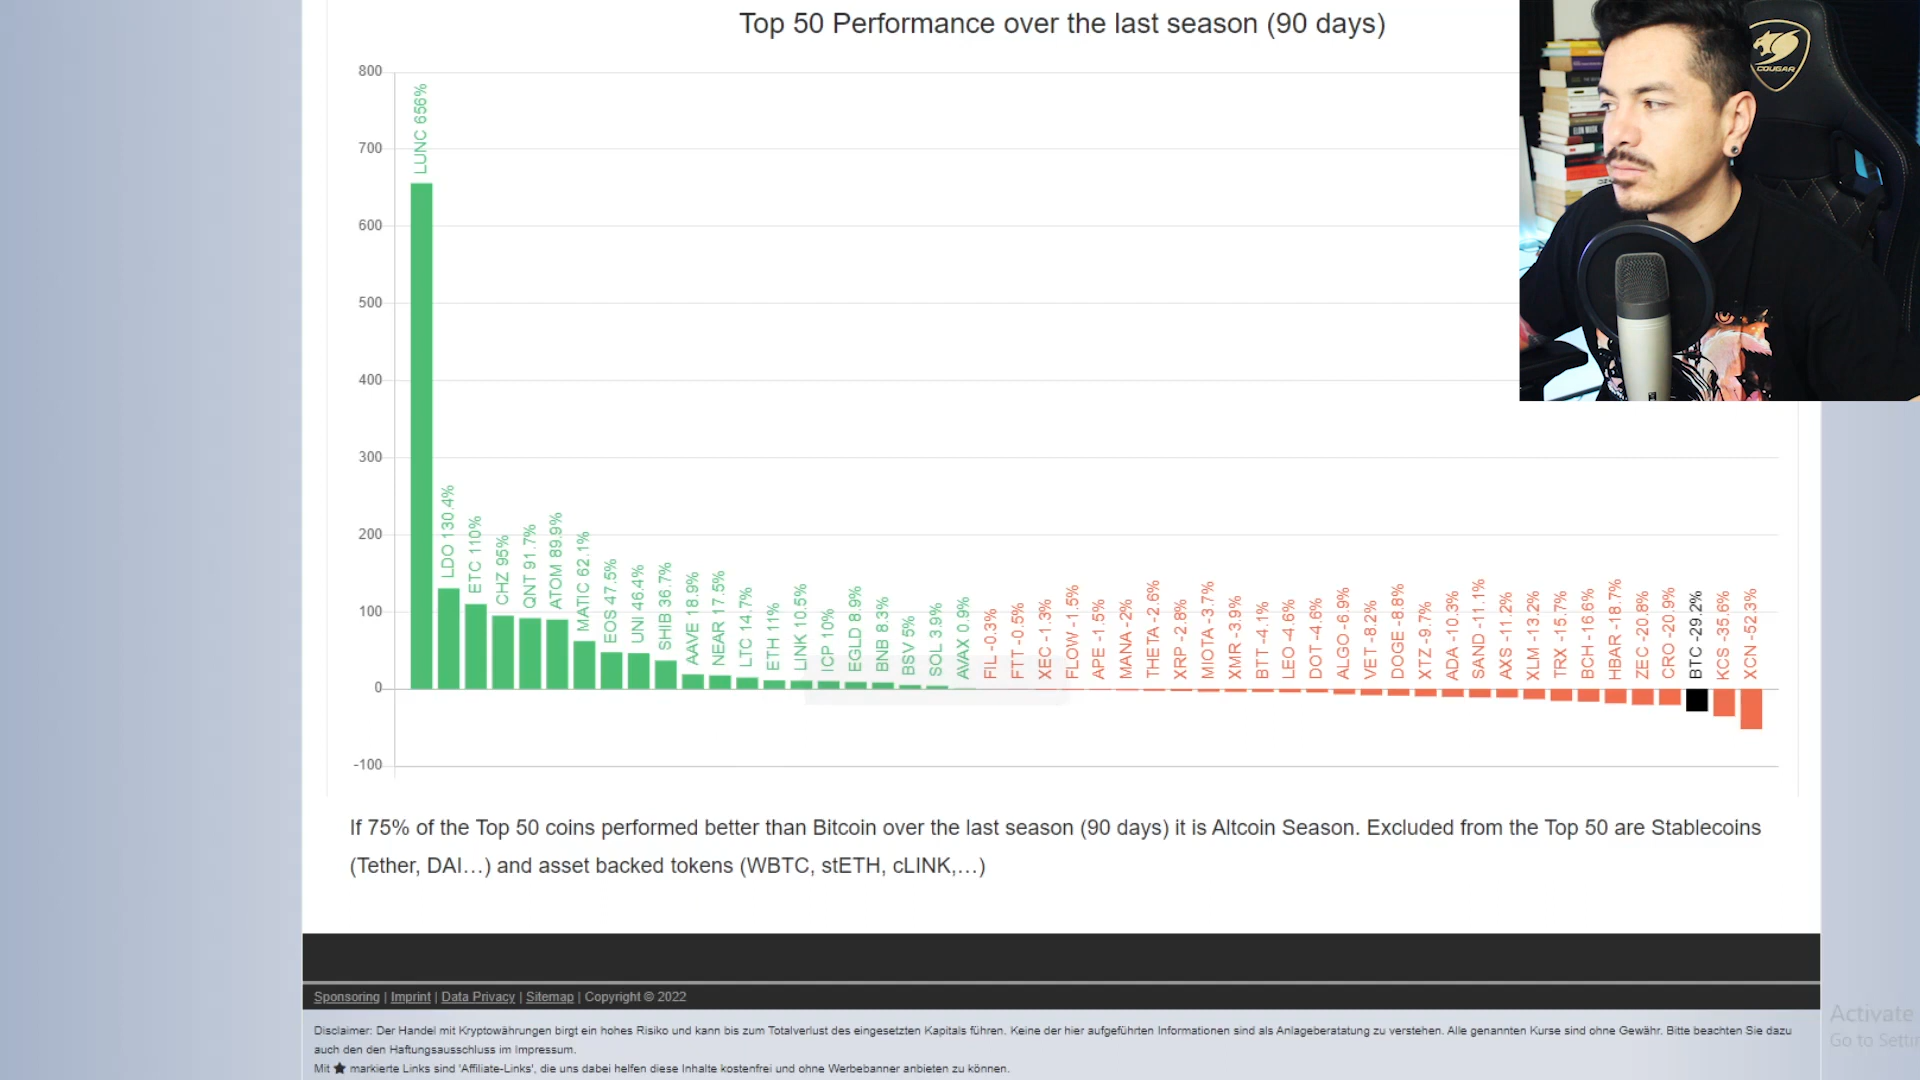 Top 50 Performance over the last season (90 days)
COUGAR
800
700
600
500
400
300
200
100
0
-100
LUNC 656%
LDO 130.4%
ETC 110%
CHZ 95%
QNT 91.7%
ATOM 89.9%
MATIC 62.1%
EOS 47.5%
UNI 46.4%
SHIB 36.7%
AAVE 18.9%
NEAR 17.5%
LTC 14.7%
ETH 11%
LINK 10.5%
ICP 10%
EGLD 8.9%
BNB 8.3%
BSV 5%
SOL 3.9%
AVAX 0.9%
FIL -0.3%
FTT -0.5%
XEC -1.3%
FLOW -1.5%
APE -1.5%
MANA -2%
THETA -2.6%
XRP -2.8%
MIOTA -3.7%
XMR -3.9%
BTT -4.1%
LEO -4.6%
DOT -4.6%
ALGO -6.9%
VET -8.2%
DOGE -8.8%
XTZ -9.7%
ADA -10.3%
SAND -11.1%
AXS -11.2%
XLM -13.2%
TRX -15.7%
BCH -16.6%
HBAR -18.7%
ZEC -20.8%
CRO -20.9%
BTC -29.2%
KCS -35.6%
XCN -52.3%
If 75% of the Top 50 coins performed better than Bitcoin over the last season (90 days) it is Altcoin Season. Excluded from the Top 50 are Stablecoins
(Tether, DAI…) and asset backed tokens (WBTC, stETH, cLINK,…)
Sponsoring | Imprint | Data Privacy | Sitemap | Copyright © 2022
Disclaimer: Der Handel mit Kryptowährungen birgt ein hohes Risiko und kann bis zum Totalverlust des eingesetzten Kapitals führen. Keine der hier aufgeführten Informationen sind als Anlageberatatung zu verstehen. Alle genannten Kurse sind ohne Gewähr. Bitte beachten Sie dazu
auch den den Haftungsausschluss im Impressum.
Mit ★ markierte Links sind 'Affiliate-Links', die uns dabei helfen diese Inhalte kostenfrei und ohne Werbebanner anbieten zu können.
Activate
Go to Settin